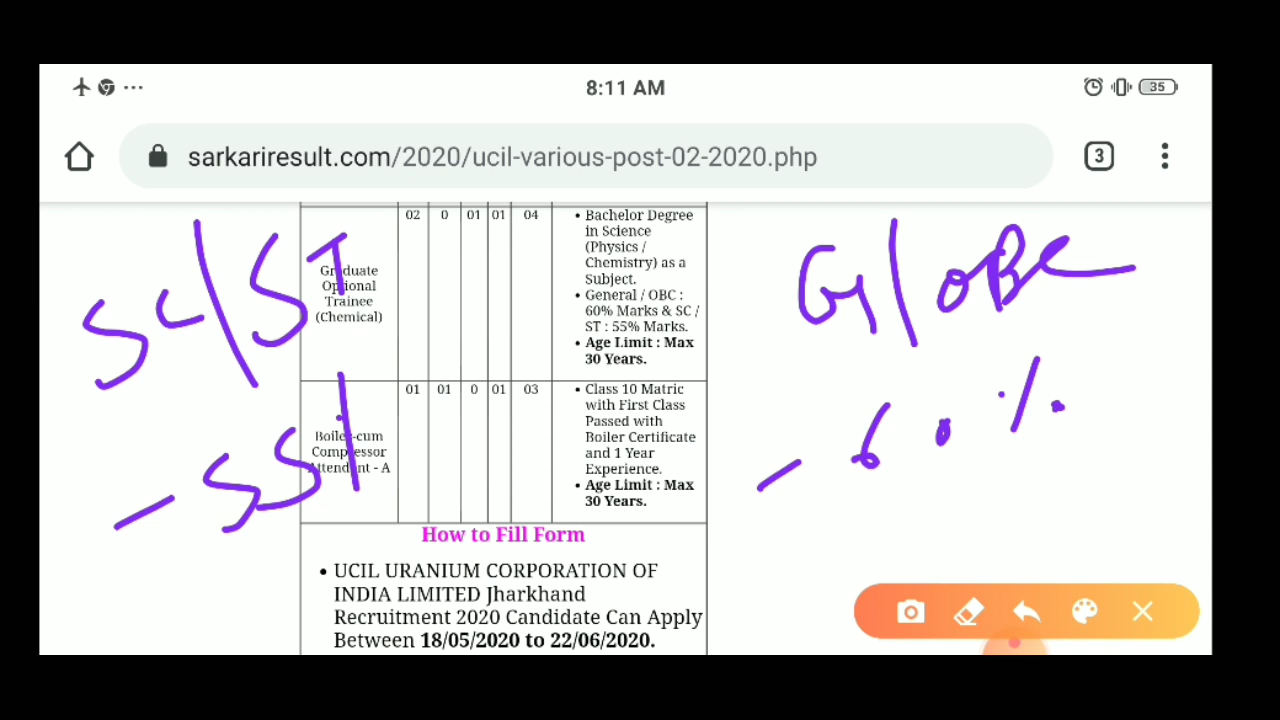 8:11 AM
35
sarkariresult.com/2020/ucil-various-post-02-2020.php
3
Graduate
Optional
Trainee
(Chemical)
02 0 01 01 04
• Bachelor Degree
in Science
(Physics /
Chemistry) as a
Subject.
• General / OBC :
60% Marks & SC /
ST : 55% Marks.
• Age Limit : Max
30 Years.
Boiler-cum
Compressor
Attendent - A
01 01 0 01 03
• Class 10 Matric
with First Class
Passed with
Boiler Certificate
and 1 Year
Experience.
• Age Limit : Max
30 Years.
How to Fill Form
• UCIL URANIUM CORPORATION OF
INDIA LIMITED Jharkhand
Recruitment 2020 Candidate Can Apply
Between 18/05/2020 to 22/06/2020.
SC/ST
- 55%
G/OBC
- 60%